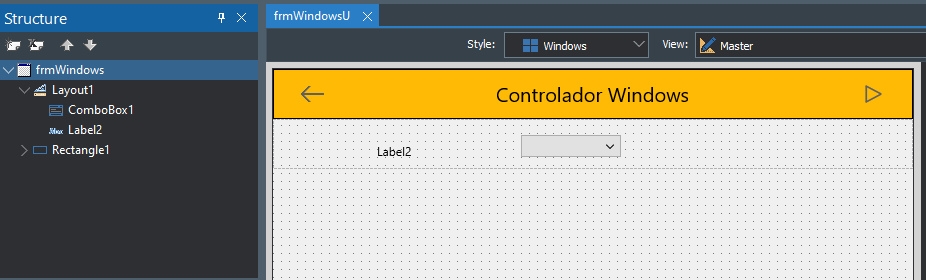 Structure
frmWindows
Layout1
ComboBox1
Label2
Rectangle1
frmWindowsU
Style: Windows View: Master
Controlador Windows
Label2